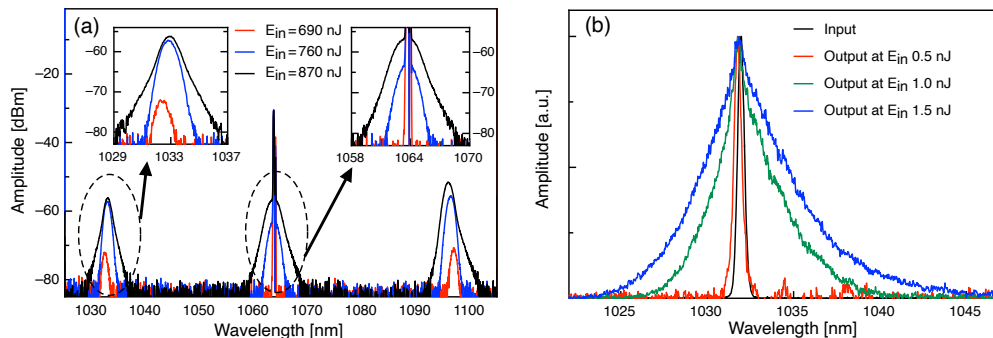 (a)
E_in=690 nJ
E_in=760 nJ
E_in=870 nJ
−60
−70
−80
1029 1033 1037
−60
−70
−80
1058 1064 1070
−20
−40
−60
−80
Amplitude [dBm]
1030 1040 1050 1060 1070 1080 1090 1100
Wavelength [nm]
(b)
Input
Output at E_in 0.5 nJ
Output at E_in 1.0 nJ
Output at E_in 1.5 nJ
Amplitude [a.u.]
1025 1030 1035 1040 1045
Wavelength [nm]